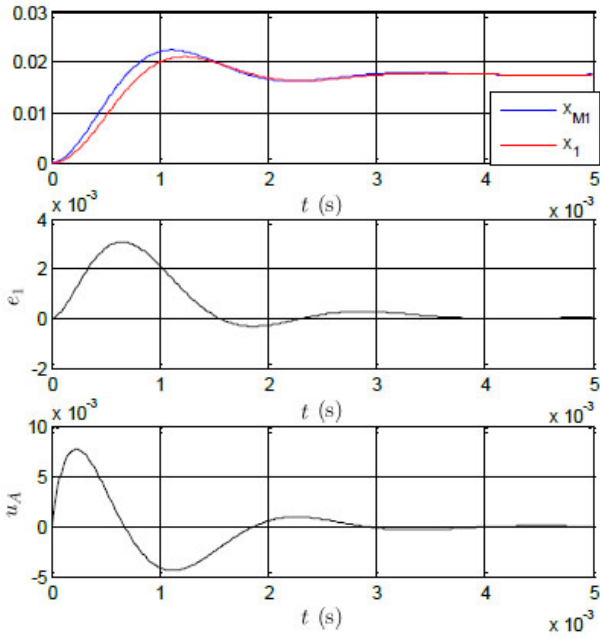 0.03
0.02
0.01
0
x_M1
x_1
0 1 2 3 4 5
x 10^-3
t (s)
x 10^-3
4
2
0
-2
e_1
0 1 2 3 4 5
x 10^-3
t (s)
x 10^-3
10
5
0
-5
u_A
0 1 2 3 4 5
t (s)
x 10^-3